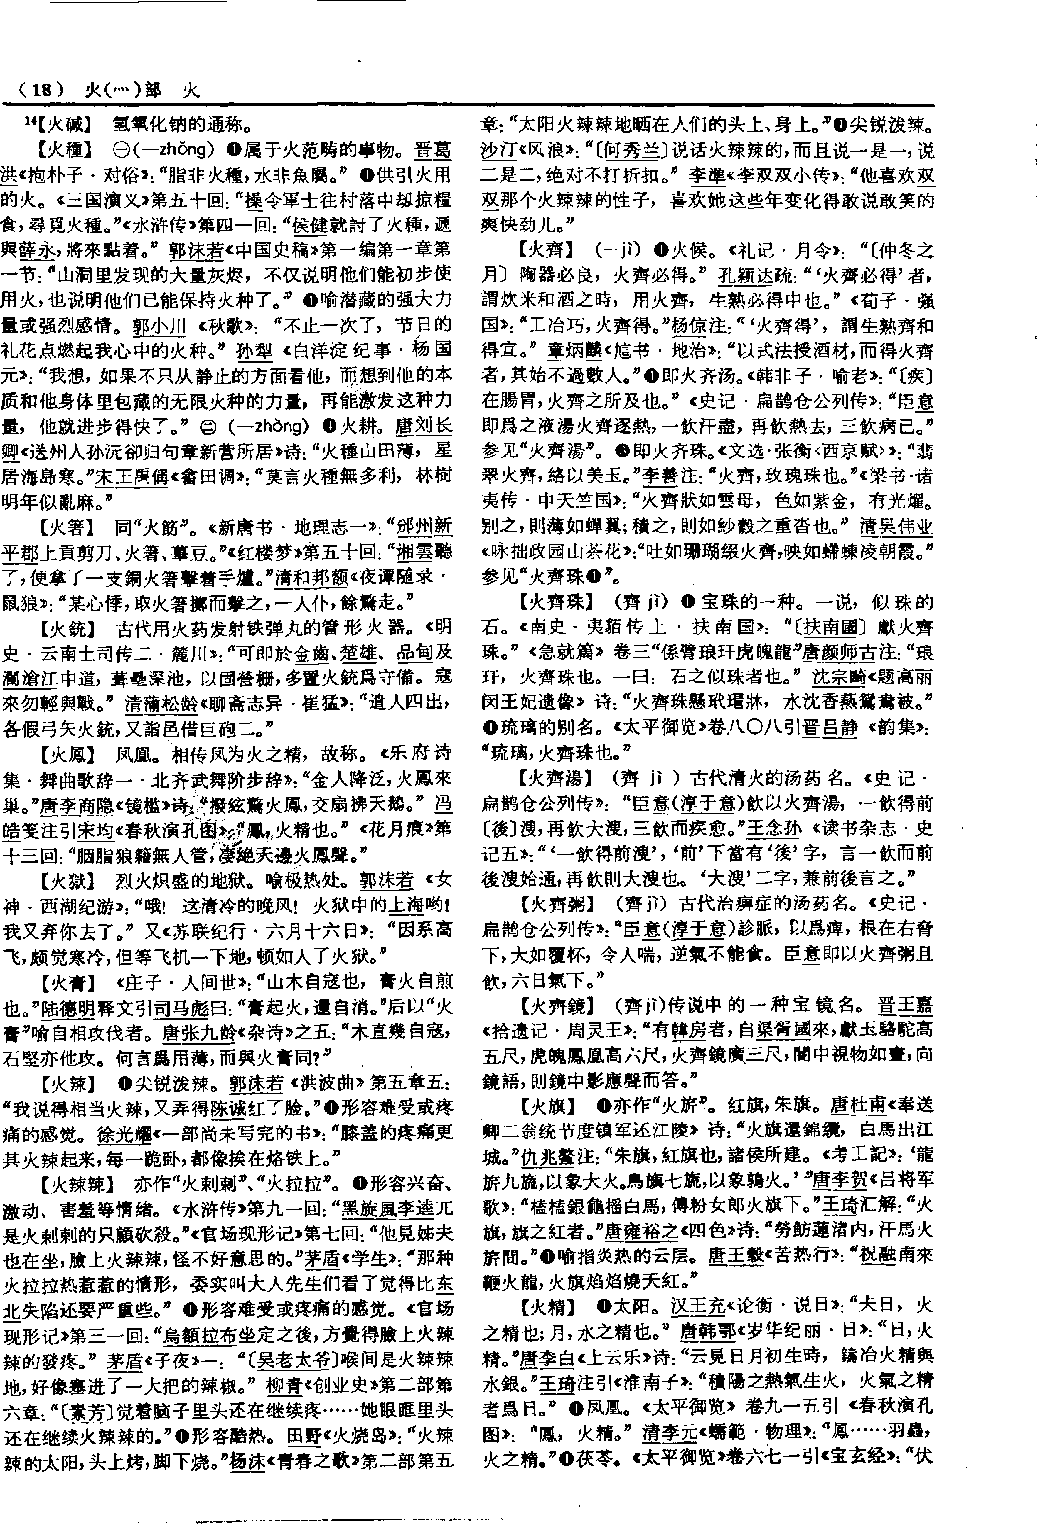 （18） 火(灬)部 火
14【火碱】 氢氧化钠的通称。
【火種】 ㊀(—zhǒng) ❶属于火范畴的事物。晋葛
洪《抱朴子·对俗》：“脂非火種，水非魚屬。” ❷供引火用
的火。《三国演义》第五十回：“操令軍士往村落中却掠糧
食，尋覓火種。”《水浒传》第四一回：“侯健就討了火種，遞
與薛永，將來點着。” 郭沫若《中国史稿》第一编第一章第
一节：“山洞里发现的大量灰烬，不仅说明他们能初步使
用火，也说明他们已能保持火种了。” ❸喻潜藏的强大力
量或强烈感情。郭小川 《秋歌》：“不止一次了，节日的
礼花点燃起我心中的火种。” 孙犁 《白洋淀纪事·杨国
元》：“我想，如果不只从静止的方面看他，而想到他的本
质和他身体里包藏的无限火种的力量，再能激发这种力
量，他就进步得快了。” ㊁ (—zhòng) ❶火耕。唐刘长
卿《送州人孙沅卻归句章新营所居》诗：“火種山田薄，星
居海島寒。”宋王禹偁《畬田调》：“莫言火種無多利，林樹
明年似亂麻。”
【火箸】 同“火筯”。《新唐书·地理志一》：“邠州新
平郡上貢剪刀、火箸、蓽豆。”《红楼梦》第五十回：“湘雲聽
了，便拿了一支銅火箸擊着手爐。”清和邦额《夜谭随录·
鼠狼》：“某心悸，取火箸擲而擊之，一人仆，餘驚走。”
【火銃】 古代用火药发射铁弹丸的管形火器。《明
史·云南土司传二·麓川》：“可即於金齒、楚雄、品甸及
瀾滄江中道，葺壘深池，以固營栅，多置火銃爲守備。寇
來勿輕與戰。” 清蒲松龄《聊斋志异·崔猛》：“遣人四出，
各假弓矢火銃，又詣邑借巨砲二。”
【火鳳】 凤凰。相传凤为火之精，故称。《乐府诗
集·舞曲歌辞一·北齐武舞阶步辞》：“金人降泛，火鳳來
巢。”唐李商隐《镜槛》诗：“撥絃驚火鳳，交扇拂天鵝。” 冯
皓笺注引宋均《春秋演孔图》：“鳳，火精也。” 《花月痕》第
十三回：“胭脂狼籍無人管，凄絶天邊火鳳聲。”
【火獄】 烈火炽盛的地狱。喻极热处。郭沫若 《女
神·西湖纪游》：“哦！这清冷的晚风！火狱中的上海哟！
我又弃你去了。” 又《苏联纪行·六月十六日》：“因系高
飞，颇觉寒冷，但等飞机一下地，顿如人了火狱。”
【火膏】 《庄子·人间世》：“山木自寇也，膏火自煎
也。”陆德明释文引司马彪曰：“膏起火，還自消。”后以“火
膏”喻自相攻伐者。唐张九龄《杂诗》之五：“木直幾自寇，
石堅亦他攻。何言爲用薄，而與火膏同？”
【火辣】 ❶尖锐泼辣。郭沫若《洪波曲》第五章五：
“我说得相当火辣，又弄得陈诚红了脸。”❷形容难受或疼
痛的感觉。徐光耀《一部尚未写完的书》：“膝盖的疼痛更
其火辣起来，每一跪卧，都像挨在烙铁上。”
【火辣辣】 亦作“火剌剌”、“火拉拉”。 ❶形容兴奋、
激动、害羞等情绪。《水浒传》第九一回：“黑旋風李逵兀
是火剌剌的只顧砍殺。”《官场现形记》第七回：“他見姊夫
也在坐，臉上火辣辣，怪不好意思的。”茅盾《学生》：“那种
火拉拉热惹惹的情形，委实叫大人先生们看了觉得比东
北失陷还要严重些。” ❷形容难受或疼痛的感觉。《官场
现形记》第三一回：“烏額拉布坐定之後，方覺得臉上火辣
辣的發疼。” 茅盾《子夜》一：“〔吴老太爷〕喉间是火辣辣
地，好像塞进了一大把的辣椒。” 柳青《创业史》第二部第
六章：“〔素芳〕觉着脑子里头还在继续疼……她眼眶里头
还在继续火辣辣的。”❸形容酷热。田野《火烧岛》：“火辣
辣的太阳，头上烤，脚下烧。”杨沫《青春之歌》第二部第五
章：“太阳火辣辣地晒在人们的头上、身上。”❹尖锐泼辣。
沙汀《风浪》：“〔何秀兰〕说话火辣辣的，而且说一是一，说
二是二，绝对不打折扣。” 李準《李双双小传》：“他喜欢双
双那个火辣辣的性子，喜欢她这些年变化得敢说敢笑的
爽快劲儿。”
【火齊】 (—jì) ❶火候。《礼记·月令》：“〔仲冬之
月〕陶器必良，火齊必得。” 孔颖达疏：“‘火齊必得’者，
謂炊米和酒之時，用火齊，生熟必得中也。” 《荀子·强
国》：“工冶巧，火齊得。”杨倞注：“‘火齊得’，謂生熟齊和
得宜。” 章炳麟《訄书·地治》：“以式法授酒材，而得火齊
者，其始不過數人。”❷即火齐汤。《韩非子·喻老》：“〔疾〕
在腸胃，火齊之所及也。” 《史记·扁鹊仓公列传》：“臣意
即爲之液湯火齊逐熱，一飲汗盡，再飲熱去，三飲病已。”
参见“火齊湯”。 ❸即火齐珠。《文选·张衡〈西京赋〉》：“翡
翠火齊，絡以美玉。”李善注：“火齊，玫瑰珠也。”《梁书·诸
夷传·中天竺国》：“火齊狀如雲母，色如紫金，有光燿。
别之，則薄如蟬翼；積之，則如紗縠之重沓也。” 清吴伟业
《咏拙政园山茶花》：“吐如珊瑚缀火齊，映如螮蝀凌朝霞。”
参见“火齊珠❶”。
【火齊珠】 （齊 jì） ❶ 宝珠的一种。一说，似珠的
石。《南史·夷貊传上·扶南国》：“〔扶南國〕獻火齊
珠。” 《急就篇》卷三“係臂琅玕虎魄龍”唐颜师古注：“琅
玕，火齊珠也。一曰：石之似珠者也。” 沈宗畸《题高丽
闵王妃遗像》 诗：“火齊珠懸玳瑁牀，水沈香爇鴛鴦被。”
❷琉璃的别名。《太平御览》卷八〇八引晋吕静 《韵集》：
“琉璃，火齊珠也。”
【火齊湯】 （齊 jì ）古代清火的汤药名。《史记·
扁鹊仓公列传》：“臣意(淳于意)飲以火齊湯，一飲得前
〔後〕溲，再飲大溲，三飲而疾愈。”王念孙 《读书杂志·史
记五》：“‘一飲得前溲’，‘前’下當有‘後’字，言一飲而前
後溲始通，再飲則大溲也。‘大溲’二字，兼前後言之。”
【火齊粥】 （齊 jì） 古代治痹症的汤药名。《史记·
扁鹊仓公列传》：“臣意(淳于意)診脈，以爲痹，根在右脅
下，大如覆杯，令人喘，逆氣不能食。臣意即以火齊粥且
飲，六日氣下。”
【火齊鏡】 （齊jì）传说中的一种宝镜名。 晋王嘉
《拾遗记·周灵王》：“有韓房者，自渠胥國來，獻玉駱駝高
五尺，虎魄鳳凰高六尺，火齊鏡廣三尺，闇中視物如晝，向
鏡語，則鏡中影應聲而答。”
【火旗】 ❶亦作“火旂”。红旗，朱旗。唐杜甫《奉送
卿二翁统节度镇军还江陵》 诗：“火旗還錦纜，白馬出江
城。”仇兆鳌注：“朱旗，紅旗也，諸侯所建。《考工記》：‘龍
旂九旒，以象大火。鳥旟七旒，以象鶉火。’”唐李贺《吕将军
歌》：“榼榼銀龜摇白馬，傅粉女郎火旗下。”王琦汇解：“火
旗，旗之紅者。”唐雍裕之《四色》诗：“勞魴蓮渚内，汗馬火
旂間。”❷喻指炎热的云层。唐王毂《苦热行》：“祝融南來
鞭火龍，火旗焰焰燒天紅。”
【火精】 ❶太阳。汉王充《论衡·说日》：“夫日，火
之精也；月，水之精也。” 唐韩鄂《岁华纪丽·日》：“日，火
精。”唐李白《上云乐》诗：“云見日月初生時，鑄冶火精與
水銀。”王琦注引《淮南子》：“積陽之熱氣生火，火氣之精
者爲日。” ❷凤凰。《太平御览》卷九一五引 《春秋演孔
图》：“鳳，火精。”清李元《蠕範·物理》：“鳳……羽蟲，
火之精。”❸茯苓。《太平御览》卷六七一引《宝玄经》：“伏